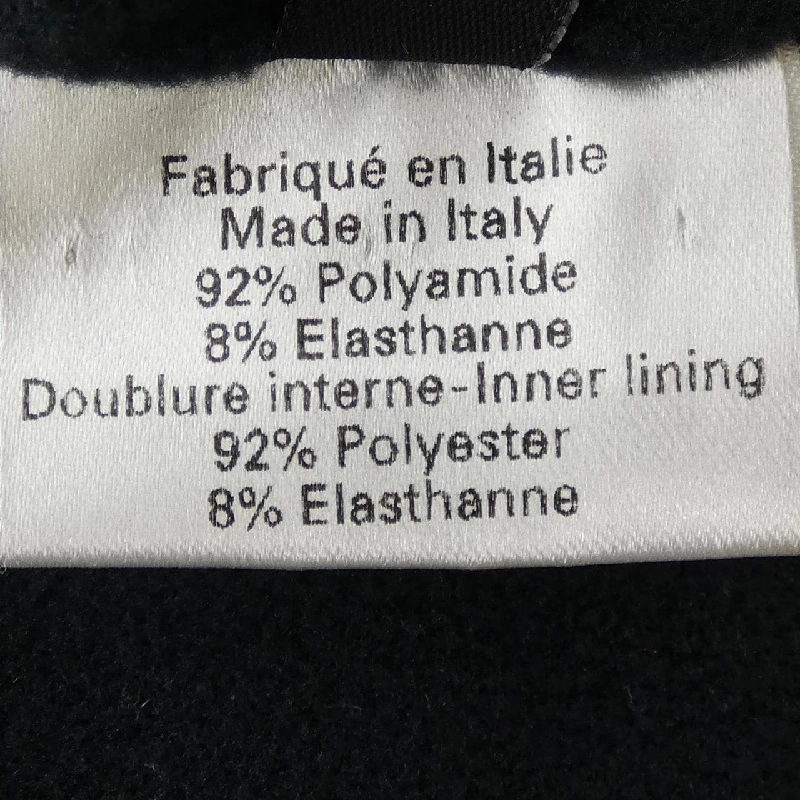 Fabriqué en Italie
Made in Italy
92% Polyamide
8% Elasthanne
Doublure interne-Inner lining
92% Polyester
8% Elasthanne